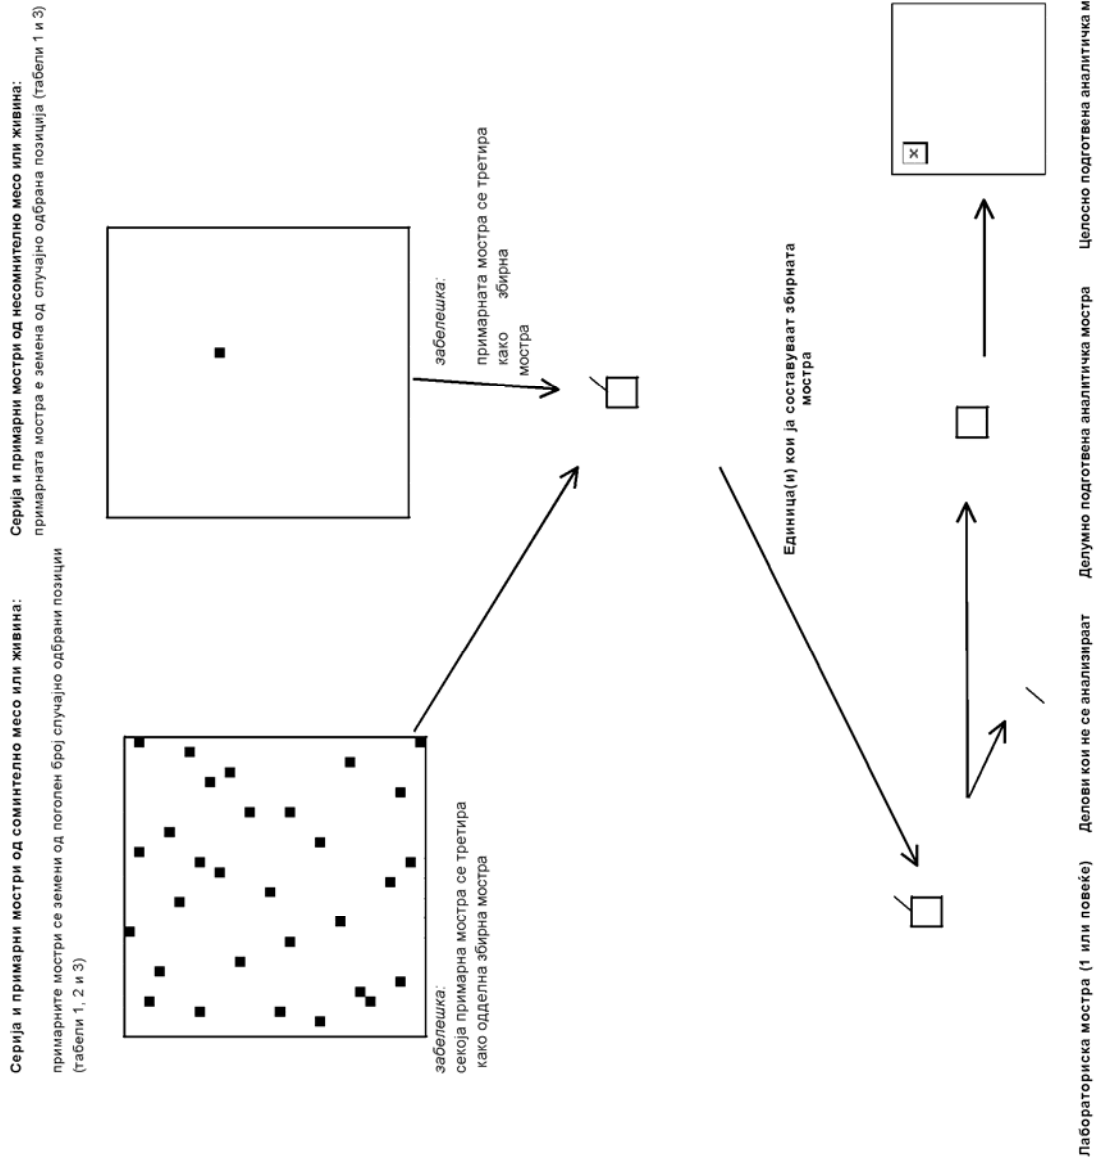 Серија и примарни мостри од соминтелно месо или живина:
примарните мостри се земени од поголен број случајно одбрани позиции
(табели 1, 2 и 3)
забелешка:
секоја примарна мостра се третира
како одделна збирна мостра
Серија и примарни мостри од несомнително месо или живина:
примарната мостра е земена од случајно одбрана позиција (табели 1 и 3)
забелешка:
примарната мостра се третира
како збирна
мостра
Единица(и) кои ја составуваат збирната
мостра
Лабораториска мостра (1 или повеќе)
Делови кои не се анализираат
Делумно подготвена аналитичка мостра
Целосно подготвена аналитичка м